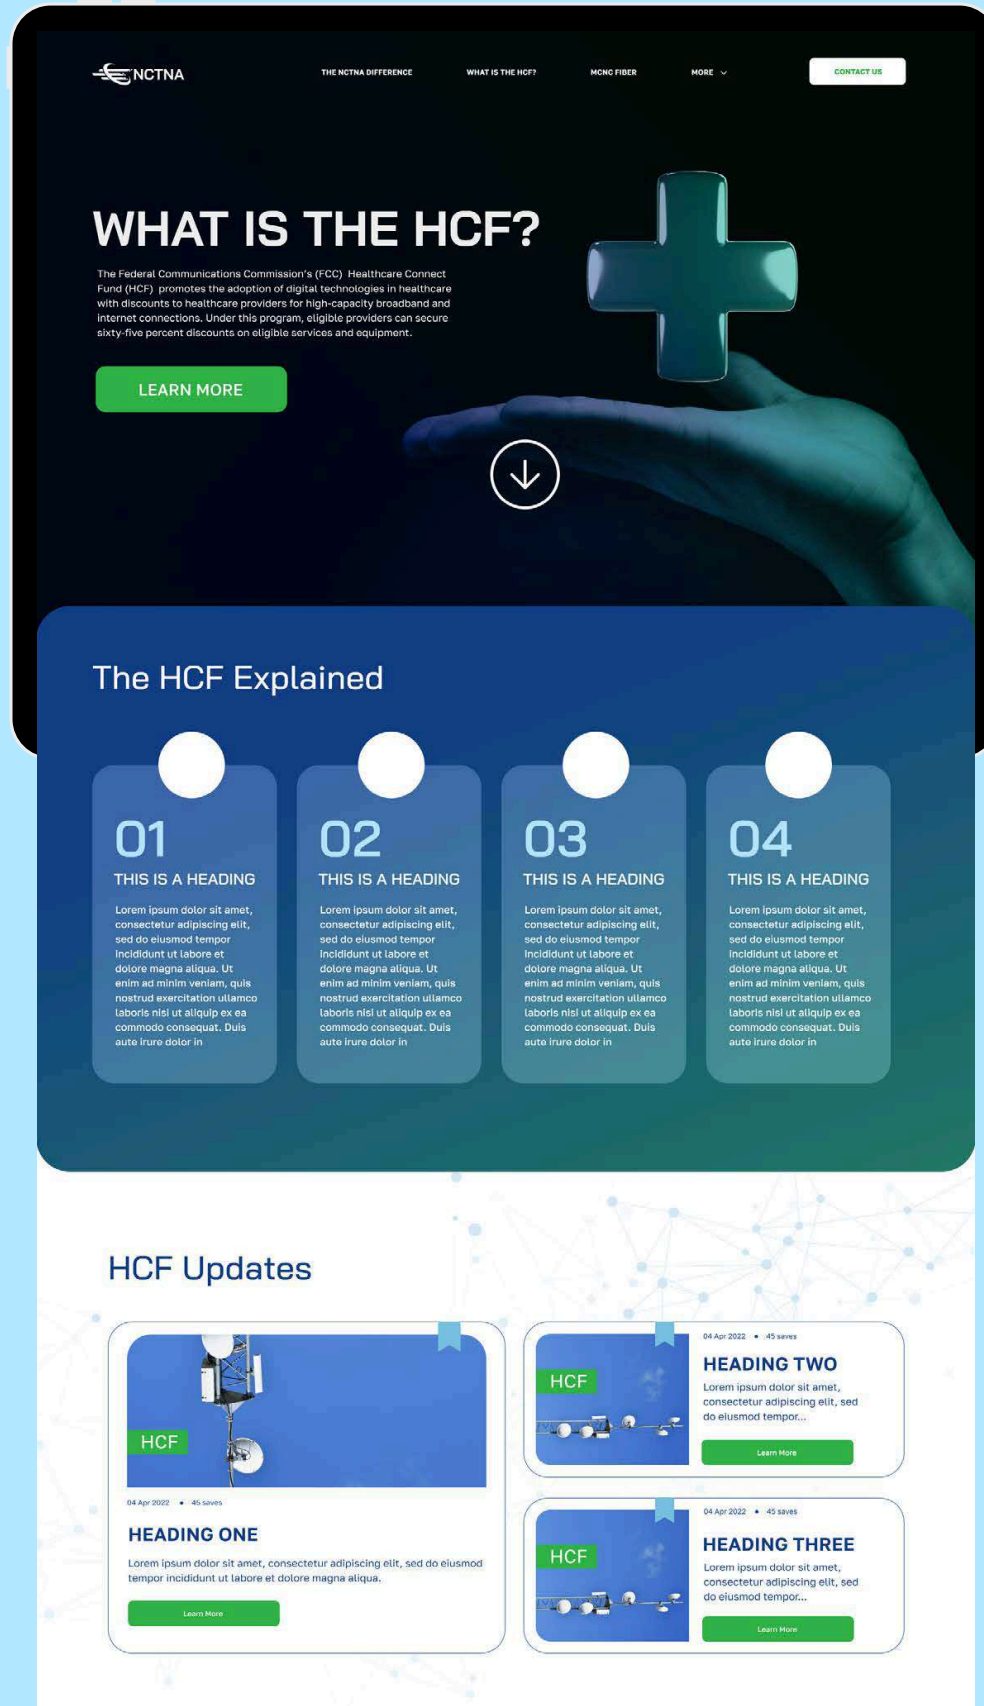 NCTNA
THE NCTNA DIFFERENCE
WHAT IS THE HCF?
MCNC FIBER
MORE
CONTACT US
WHAT IS THE HCF?
The Federal Communications Commission's (FCC) Healthcare Connect
Fund (HCF) promotes the adoption of digital technologies in healthcare
with discounts to healthcare providers for high-capacity broadband and
internet connections. Under this program, eligible providers can secure
sixty-five percent discounts on eligible services and equipment.
LEARN MORE
The HCF Explained
01
THIS IS A HEADING
Lorem ipsum dolor sit amet,
consectetur adipiscing elit,
sed do eiusmod tempor
incididunt ut labore et
dolore magna aliqua. Ut
enim ad minim veniam, quis
nostrud exercitation ullamco
laboris nisi ut aliquip ex ea
commodo consequat. Duis
aute irure dolor in
02
THIS IS A HEADING
Lorem ipsum dolor sit amet,
consectetur adipiscing elit,
sed do eiusmod tempor
incididunt ut labore et
dolore magna aliqua. Ut
enim ad minim veniam, quis
nostrud exercitation ullamco
laboris nisi ut aliquip ex ea
commodo consequat. Duis
aute irure dolor in
03
THIS IS A HEADING
Lorem ipsum dolor sit amet,
consectetur adipiscing elit,
sed do eiusmod tempor
incididunt ut labore et
dolore magna aliqua. Ut
enim ad minim veniam, quis
nostrud exercitation ullamco
laboris nisi ut aliquip ex ea
commodo consequat. Duis
aute irure dolor in
04
THIS IS A HEADING
Lorem ipsum dolor sit amet,
consectetur adipiscing elit,
sed do eiusmod tempor
incididunt ut labore et
dolore magna aliqua. Ut
enim ad minim veniam, quis
nostrud exercitation ullamco
laboris nisi ut aliquip ex ea
commodo consequat. Duis
aute irure dolor in
HCF Updates
HCF
04 Apr 2022 • 45 saves
HEADING ONE
Lorem ipsum dolor sit amet, consectetur adipiscing elit, sed do eiusmod
tempor incididunt ut labore et dolore magna aliqua.
Learn More
HCF
04 Apr 2022 • 45 saves
HEADING TWO
Lorem ipsum dolor sit amet,
consectetur adipiscing elit, sed
do eiusmod tempor...
Learn More
HCF
04 Apr 2022 • 45 saves
HEADING THREE
Lorem ipsum dolor sit amet,
consectetur adipiscing elit, sed
do eiusmod tempor...
Learn More